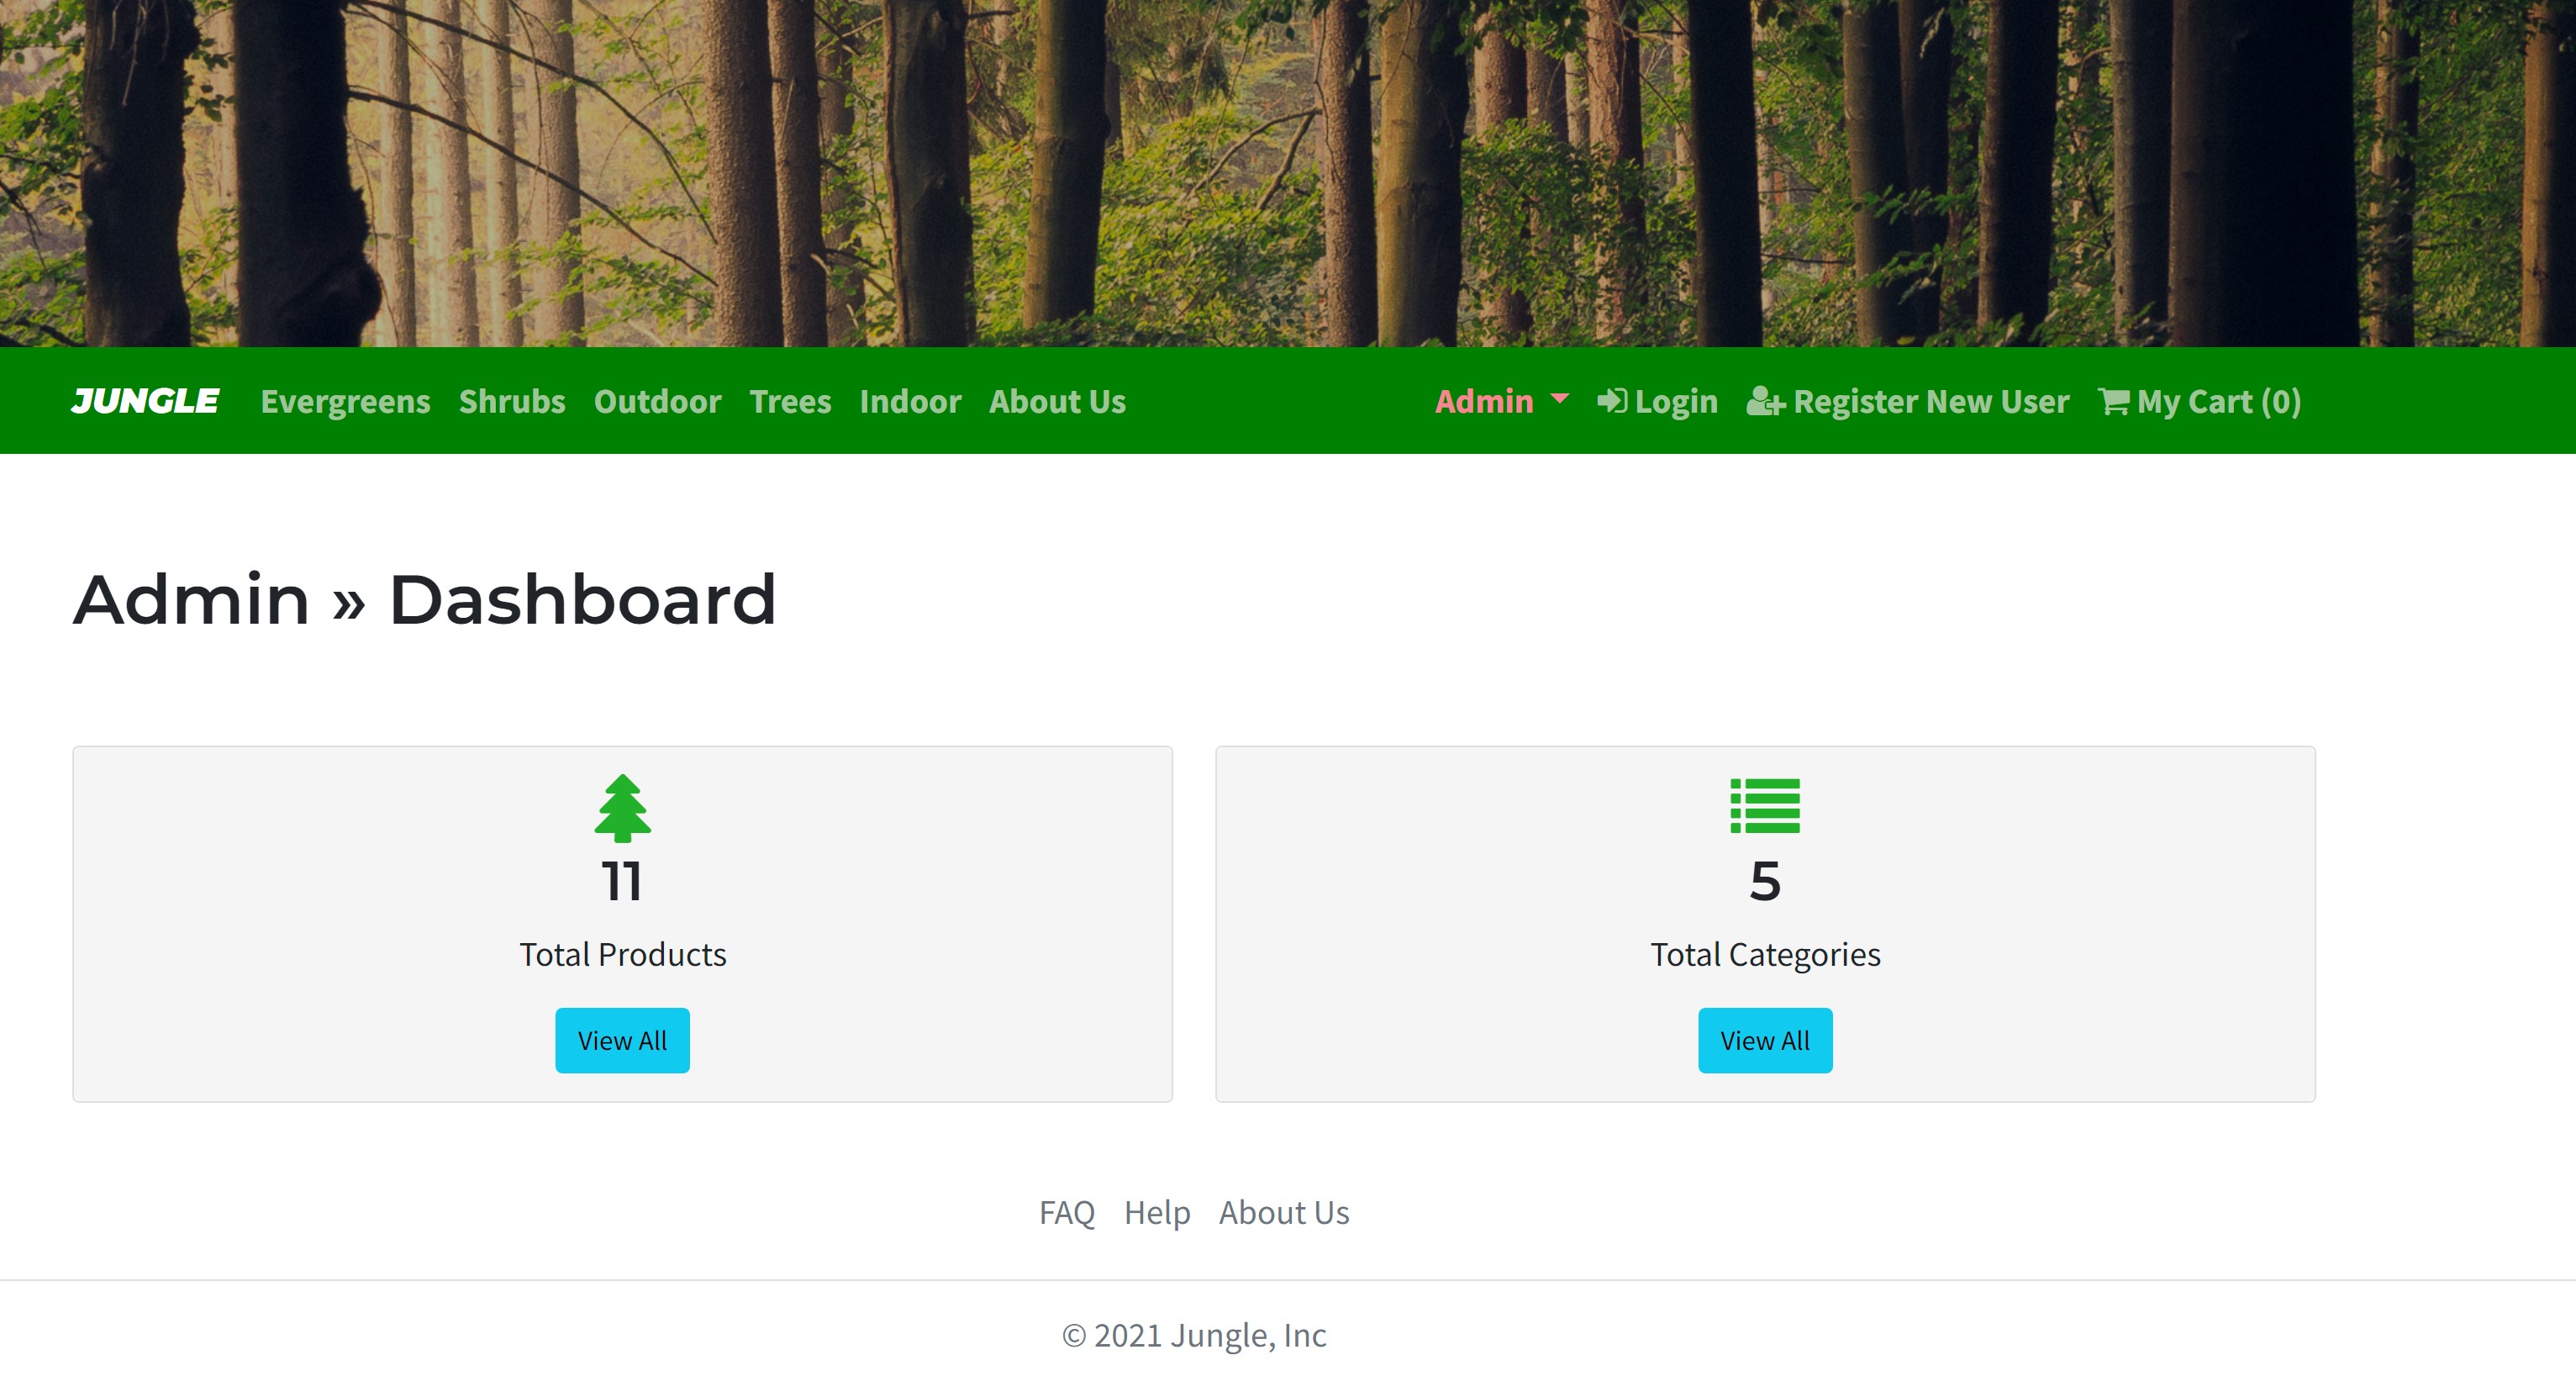 JUNGLE Evergreens Shrubs Outdoor Trees Indoor About Us Admin Login Register New User My Cart (0)
Admin » Dashboard
11
Total Products
View All
5
Total Categories
View All
FAQ Help About Us
© 2021 Jungle, Inc